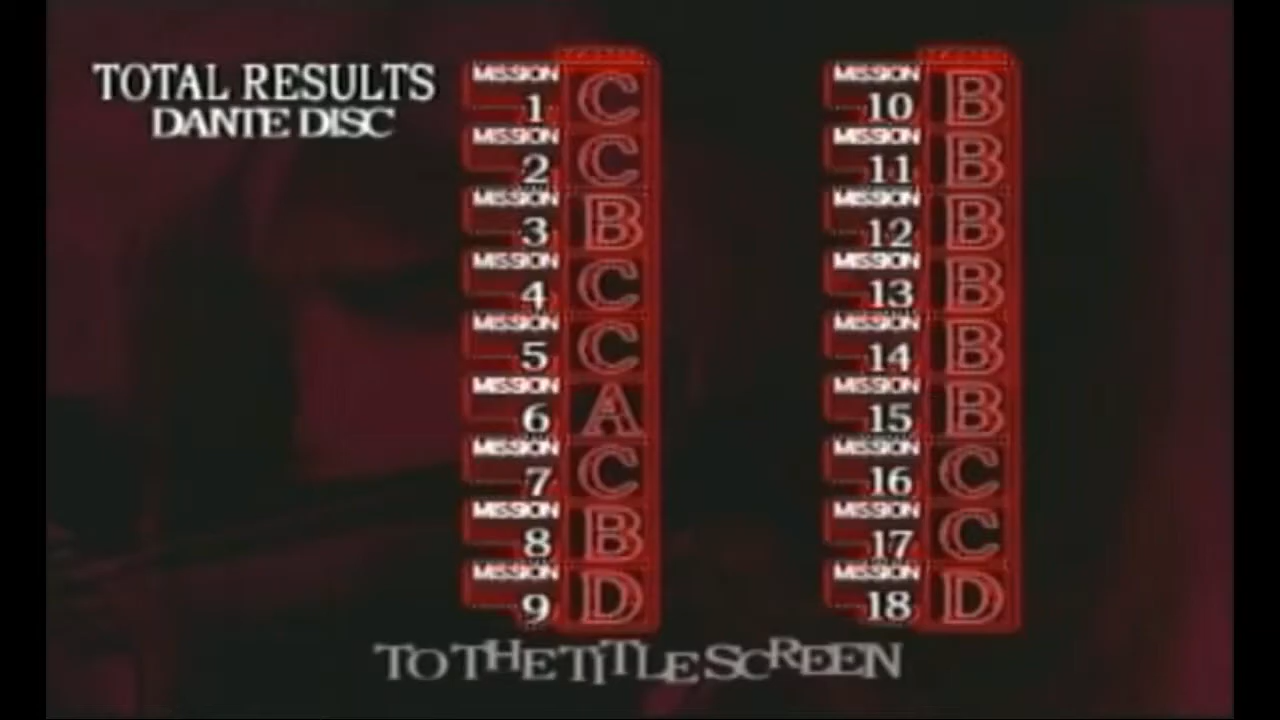 TOTAL RESULTS
DANTE DISC
MISSION 1 C
MISSION 2 C
MISSION 3 B
MISSION 4 C
MISSION 5 C
MISSION 6 A
MISSION 7 C
MISSION 8 B
MISSION 9 D
MISSION 10 B
MISSION 11 B
MISSION 12 B
MISSION 13 B
MISSION 14 B
MISSION 15 B
MISSION 16 C
MISSION 17 C
MISSION 18 D
TO THE TITLE SCREEN